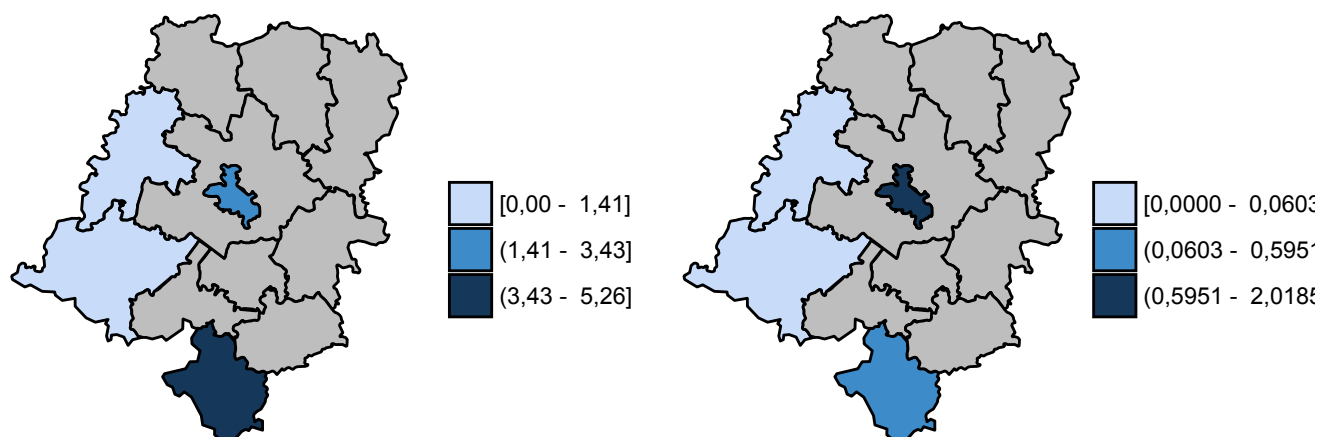 [0,00 - 1,41]
(1,41 - 3,43]
(3,43 - 5,26]
[0,0000 - 0,0603
(0,0603 - 0,5951
(0,5951 - 2,0185